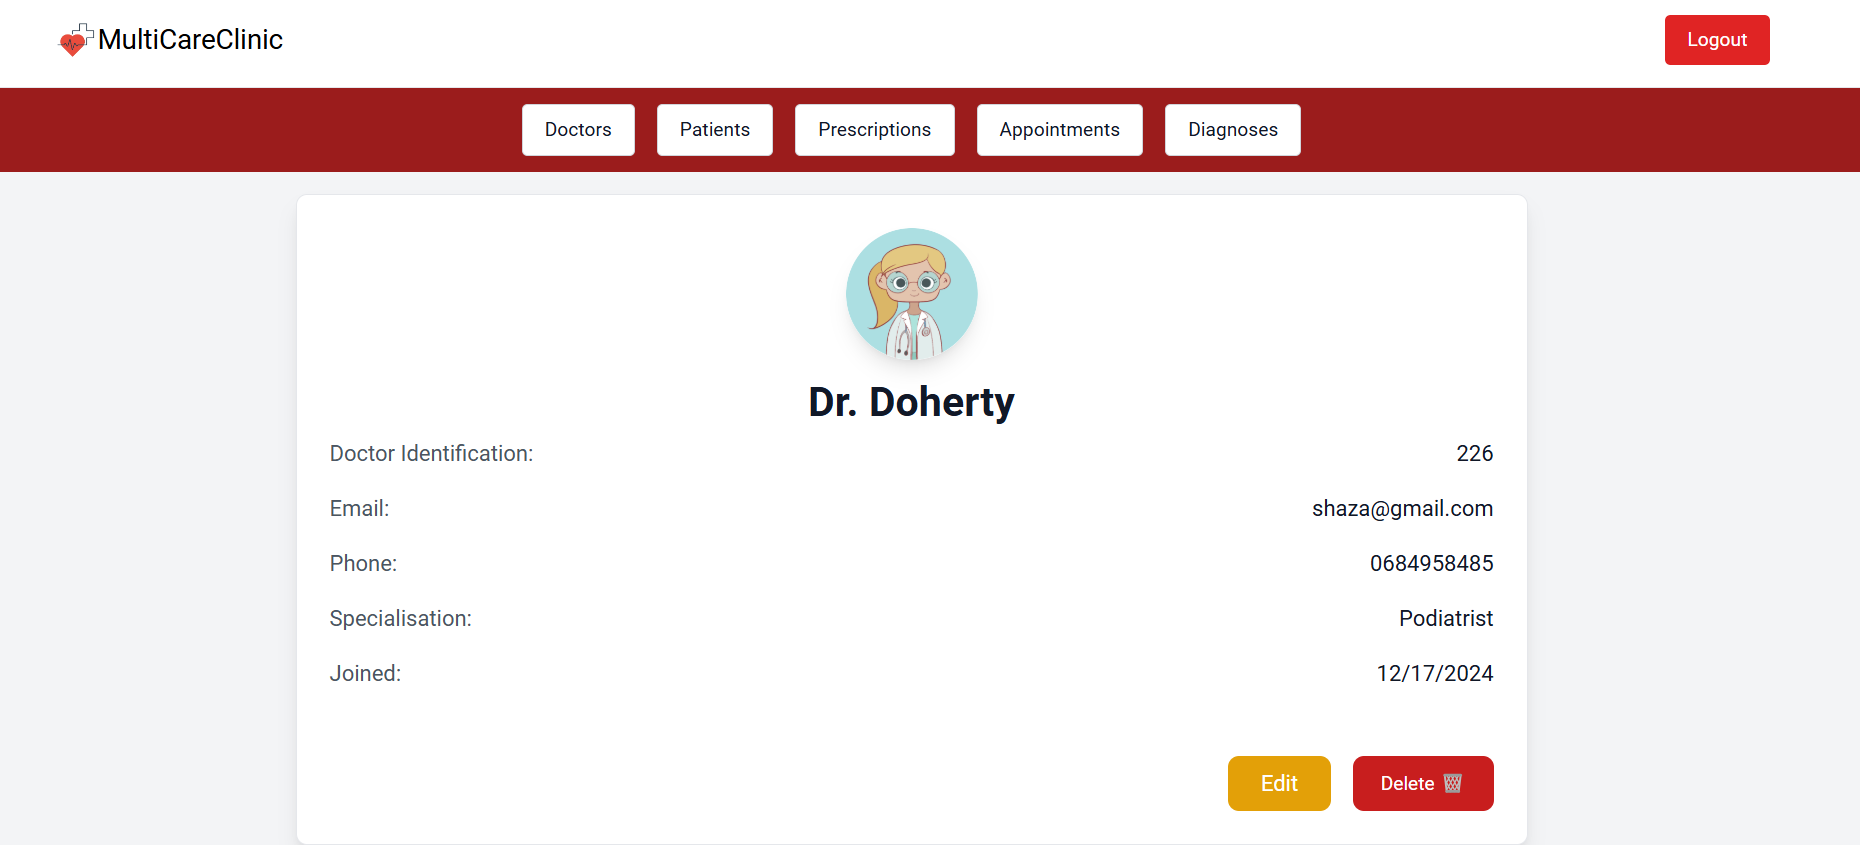 MultiCareClinic
Logout
Doctors Patients Prescriptions Appointments Diagnoses
Dr. Doherty
Doctor Identification: 226
Email: shaza@gmail.com
Phone: 0684958485
Specialisation: Podiatrist
Joined: 12/17/2024
Edit Delete